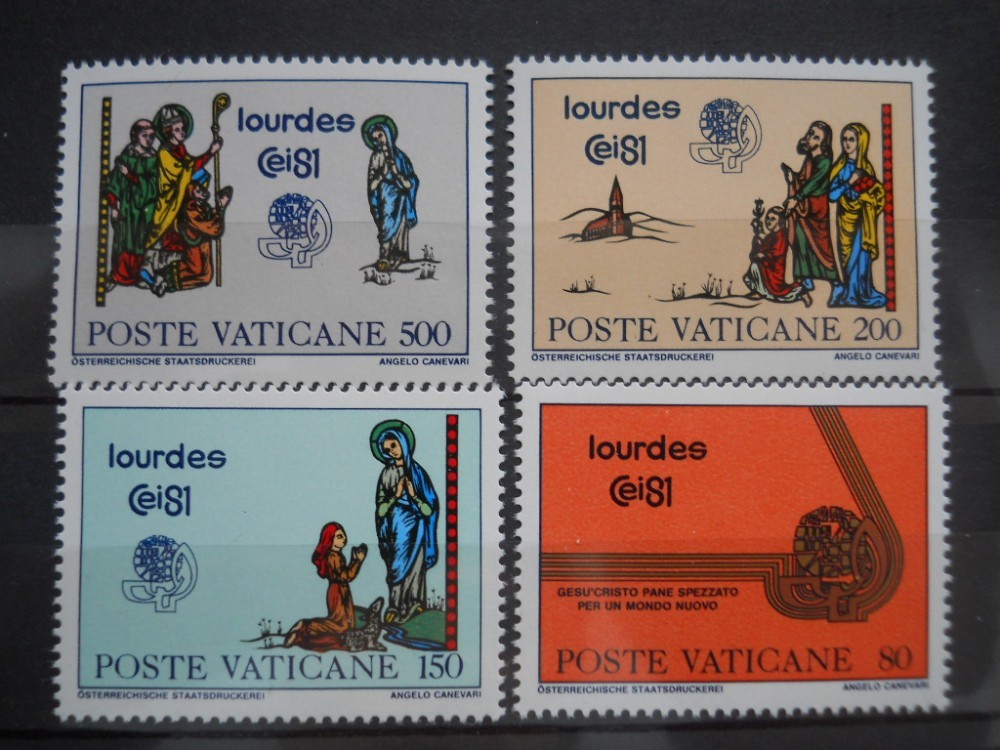 lourdes
Cei81
POSTE VATICANE 500
ÖSTERREICHISCHE STAATSDRUCKEREI ANGELO CANEVARI
lourdes
Cei81
POSTE VATICANE 200
ÖSTERREICHISCHE STAATSDRUCKEREI ANGELO CANEVARI
lourdes
Cei81
POSTE VATICANE 150
ÖSTERREICHISCHE STAATSDRUCKEREI ANGELO CANEVARI
lourdes
Cei81
GESU'CRISTO PANE SPEZZATO
PER UN MONDO NUOVO
POSTE VATICANE 80
ÖSTERREICHISCHE STAATSDRUCKEREI ANGELO CANEVARI